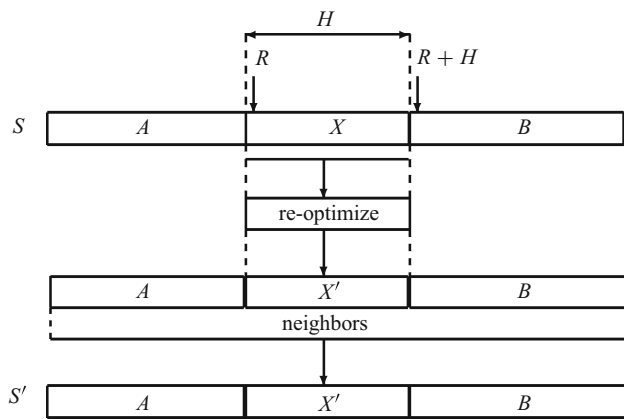 H
R R + H
S A X B
re-optimize
A X′ B
neighbors
S′ A X′ B